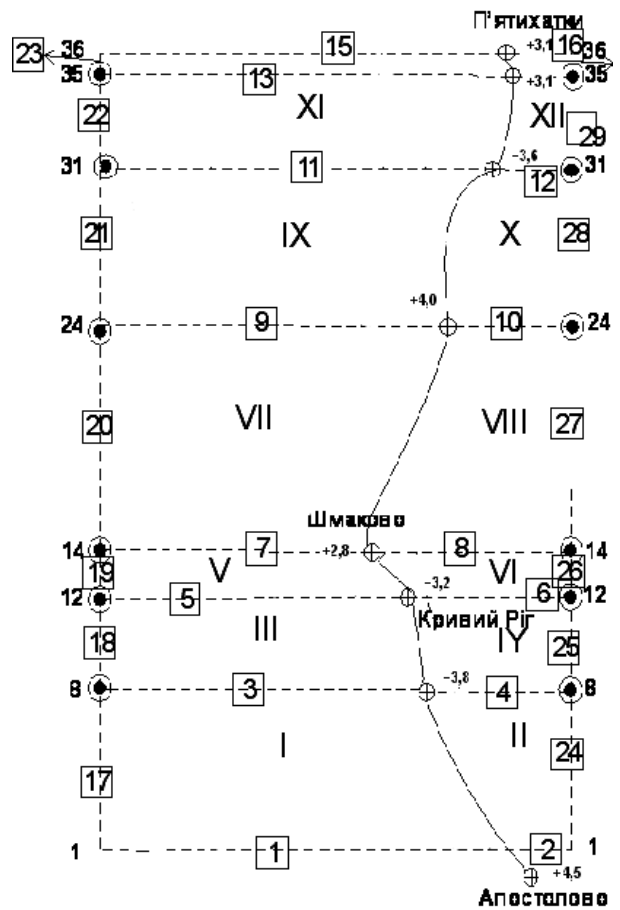 П'ятихатки
23 36 15 +3,1 16 36
35 13 +3,1 35
22 XI XII 29
31 11 -3,6 12 31
21 IX X 28
+4,0
24 9 10 24
20 VII VIII 27
Шмаково
14 7 +2,8 8 14
19 V VI 26
12 5 -3,2 6 12
Кривий Ріг
18 III IY 25
8 3 -3,8 4 8
I II
17 24
1 1 2 1
+4,5
Апостолово